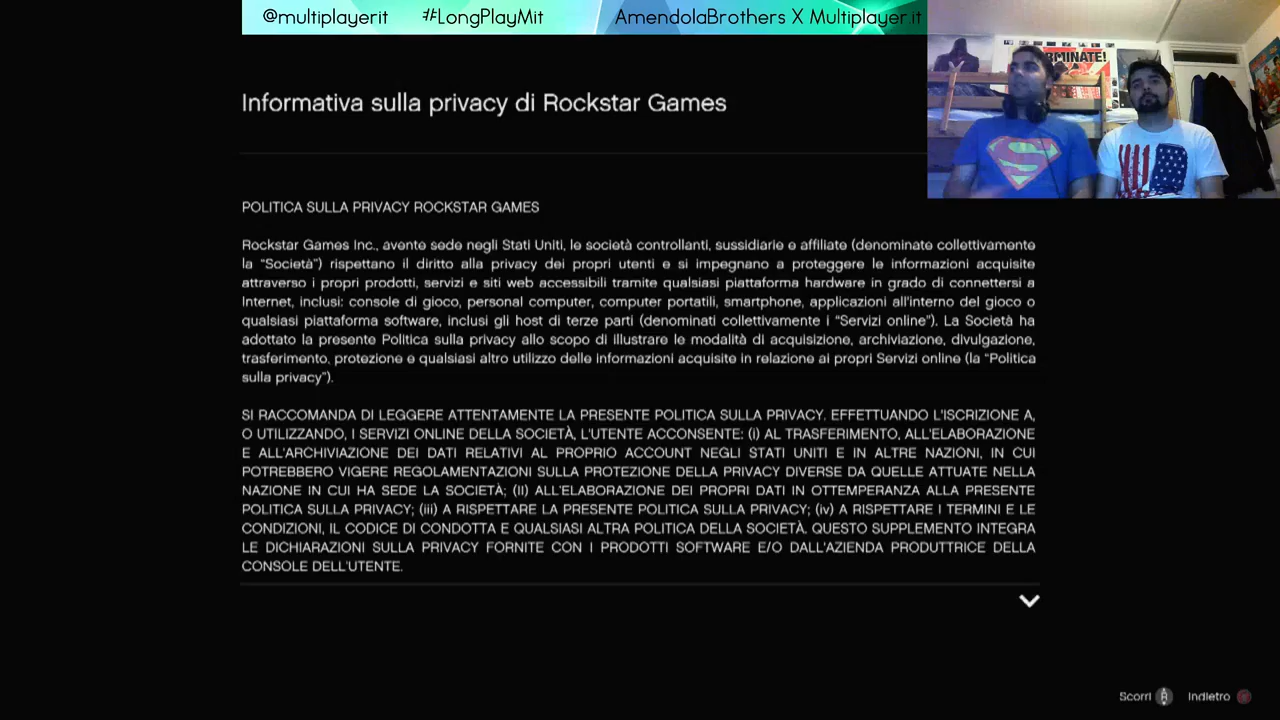 @multiplayerit #LongPlayMit AmendolaBrothers X Multiplayer.it
MINATE!
Informativa sulla privacy di Rockstar Games
POLITICA SULLA PRIVACY ROCKSTAR GAMES
Rockstar Games Inc., avente sede negli Stati Uniti, le società controllanti, sussidiarie e affiliate (denominate collettivamente
la “Società”) rispettano il diritto alla privacy dei propri utenti e si impegnano a proteggere le informazioni acquisite
attraverso i propri prodotti, servizi e siti web accessibili tramite qualsiasi piattaforma hardware in grado di connettersi a
Internet, inclusi: console di gioco, personal computer, computer portatili, smartphone, applicazioni all'interno del gioco o
qualsiasi piattaforma software, inclusi gli host di terze parti (denominati collettivamente i “Servizi online”). La Società ha
adottato la presente Politica sulla privacy allo scopo di illustrare le modalità di acquisizione, archiviazione, divulgazione,
trasferimento, protezione e qualsiasi altro utilizzo delle informazioni acquisite in relazione ai propri Servizi online (la “Politica
sulla privacy”).
SI RACCOMANDA DI LEGGERE ATTENTAMENTE LA PRESENTE POLITICA SULLA PRIVACY. EFFETTUANDO L'ISCRIZIONE A,
O UTILIZZANDO, I SERVIZI ONLINE DELLA SOCIETÀ, L'UTENTE ACCONSENTE: (i) AL TRASFERIMENTO, ALL'ELABORAZIONE
E ALL'ARCHIVIAZIONE DEI DATI RELATIVI AL PROPRIO ACCOUNT NEGLI STATI UNITI E IN ALTRE NAZIONI, IN CUI
POTREBBERO VIGERE REGOLAMENTAZIONI SULLA PROTEZIONE DELLA PRIVACY DIVERSE DA QUELLE ATTUATE NELLA
NAZIONE IN CUI HA SEDE LA SOCIETÀ; (II) ALL'ELABORAZIONE DEI PROPRI DATI IN OTTEMPERANZA ALLA PRESENTE
POLITICA SULLA PRIVACY; (iii) A RISPETTARE LA PRESENTE POLITICA SULLA PRIVACY; (iv) A RISPETTARE I TERMINI E LE
CONDIZIONI, IL CODICE DI CONDOTTA E QUALSIASI ALTRA POLITICA DELLA SOCIETÀ. QUESTO SUPPLEMENTO INTEGRA
LE DICHIARAZIONI SULLA PRIVACY FORNITE CON I PRODOTTI SOFTWARE E/O DALL'AZIENDA PRODUTTRICE DELLA
CONSOLE DELL'UTENTE.
Scorri R Indietro